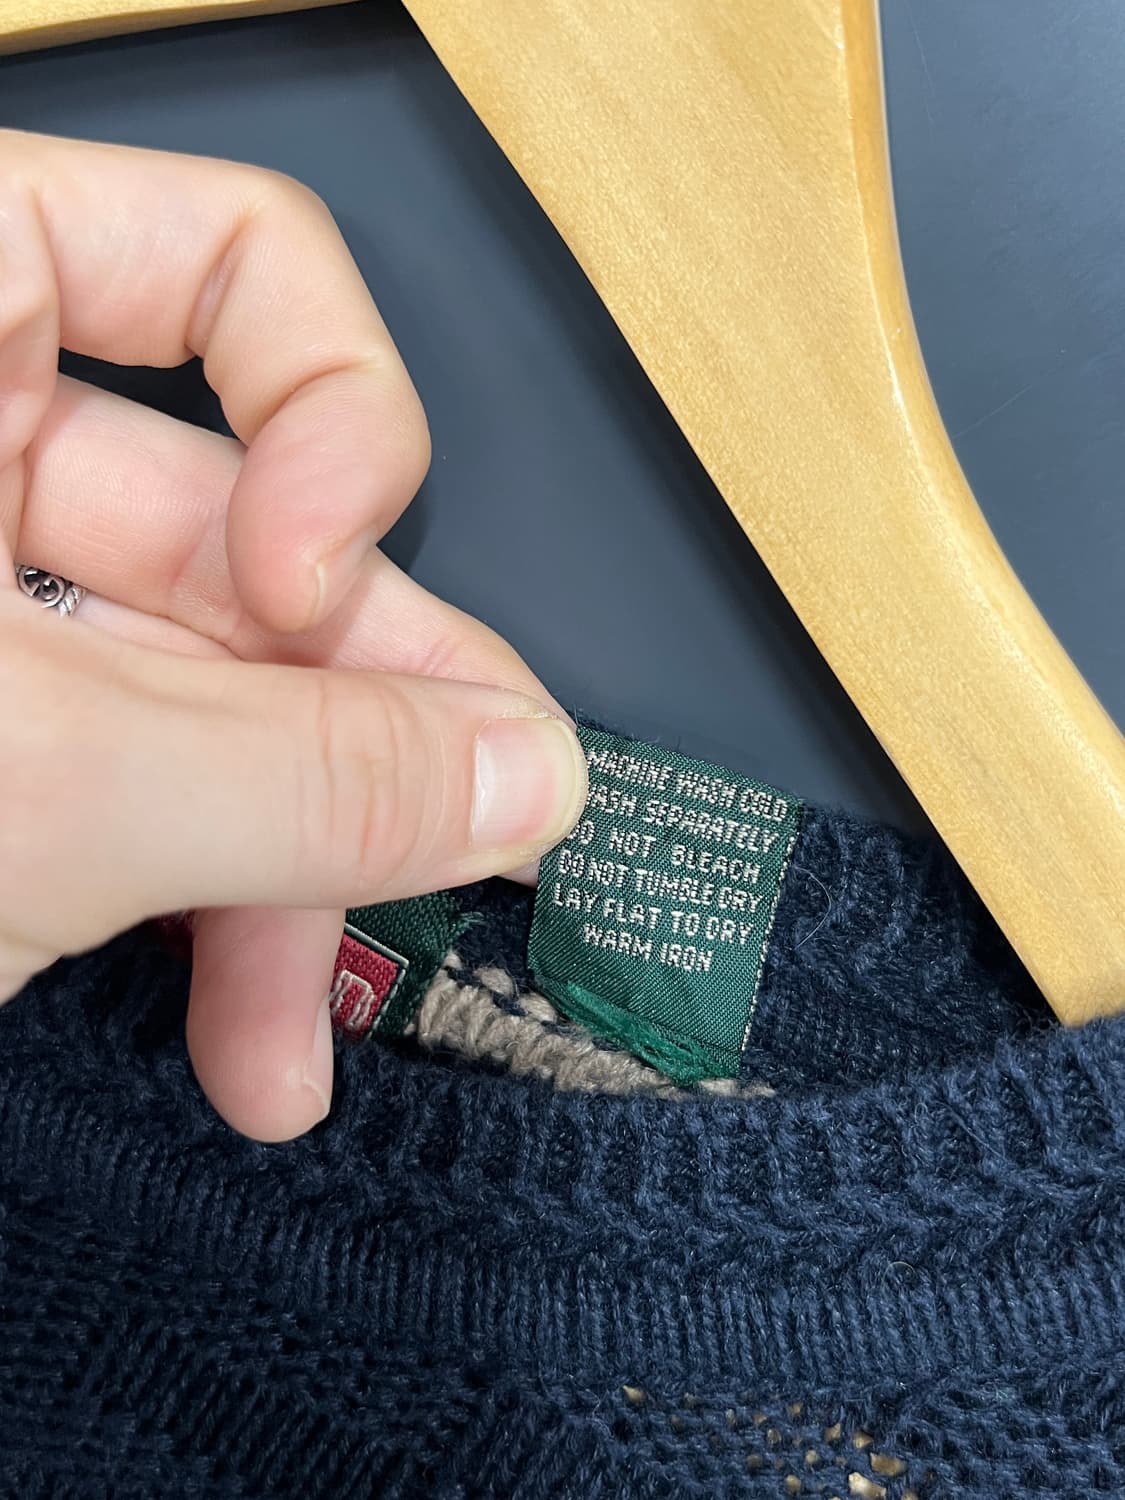 MACHINE WASH COLD
WASH SEPARATELY
DO NOT BLEACH
DO NOT TUMBLE DRY
LAY FLAT TO DRY
WARM IRON